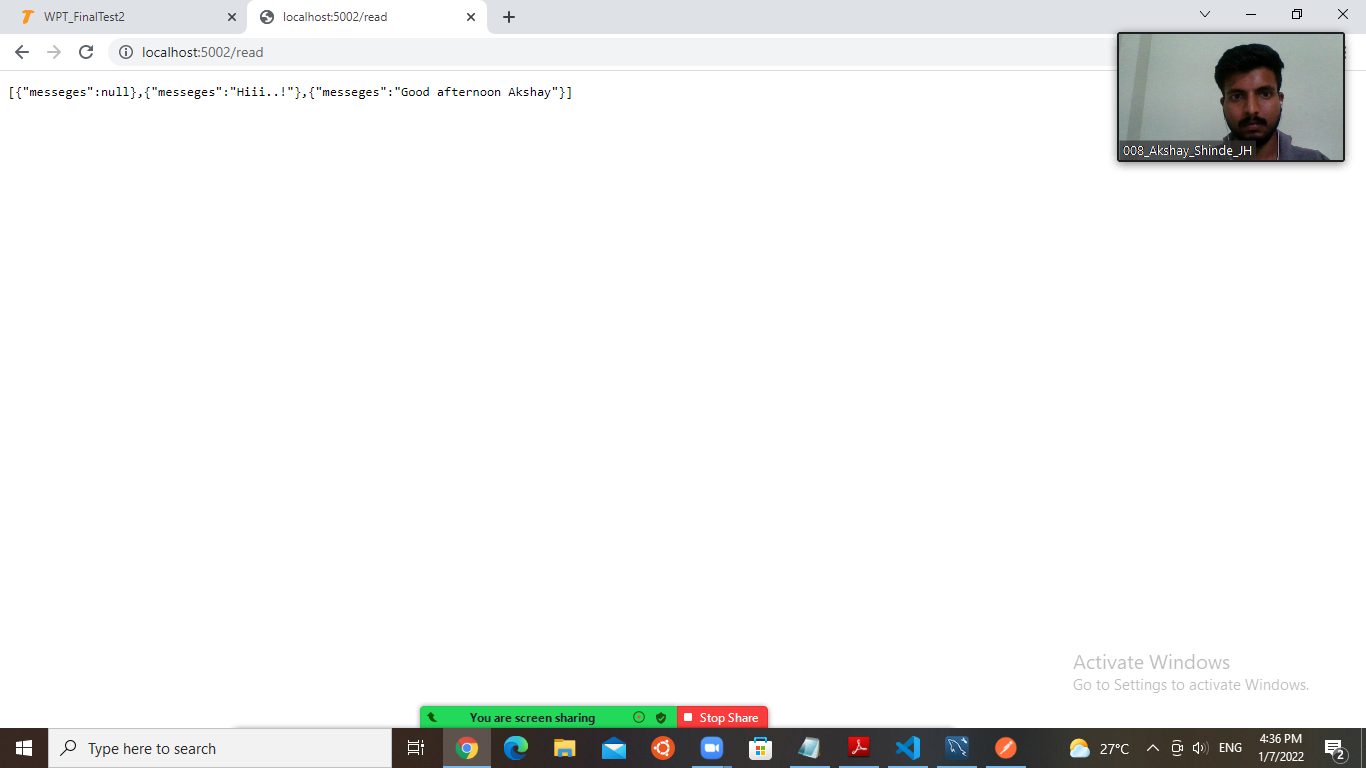 WPT_FinalTest2
localhost:5002/read
localhost:5002/read
[{"messeges":null},{"messeges":"Hiii..!"},{"messeges":"Good afternoon Akshay"}]
008_Akshay_Shinde_JH
Activate Windows
Go to Settings to activate Windows.
You are screen sharing
Stop Share
Type here to search
27°C
ENG
4:36 PM
1/7/2022
2